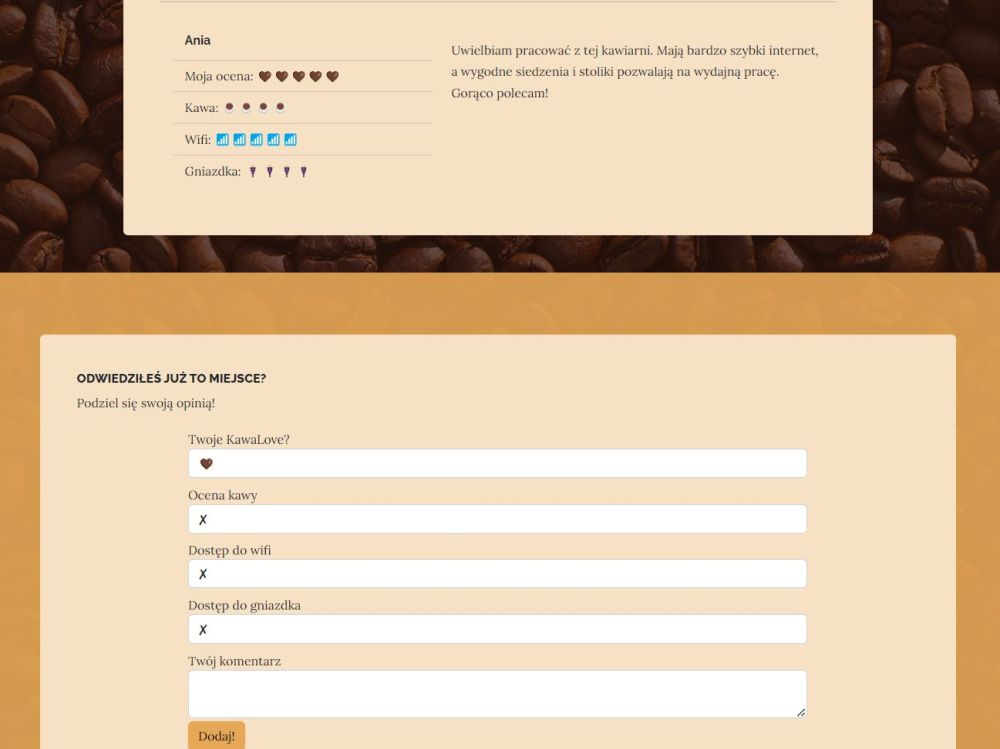 Ania
Moja ocena: 🤎 🤎 🤎 🤎 🤎
Kawa: ☕ ☕ ☕ ☕
Wifi: 📶 📶 📶 📶 📶
Gniazdka: 🔌 🔌 🔌 🔌
Uwielbiam pracować z tej kawiarni. Mają bardzo szybki internet,
a wygodne siedzenia i stoliki pozwalają na wydajną pracę.
Gorąco polecam!
ODWIEDZIŁEŚ JUŻ TO MIEJSCE?
Podziel się swoją opinią!
Twoje KawaLove?
🤎
Ocena kawy
✗
Dostęp do wifi
✗
Dostęp do gniazdka
✗
Twój komentarz
Dodaj!